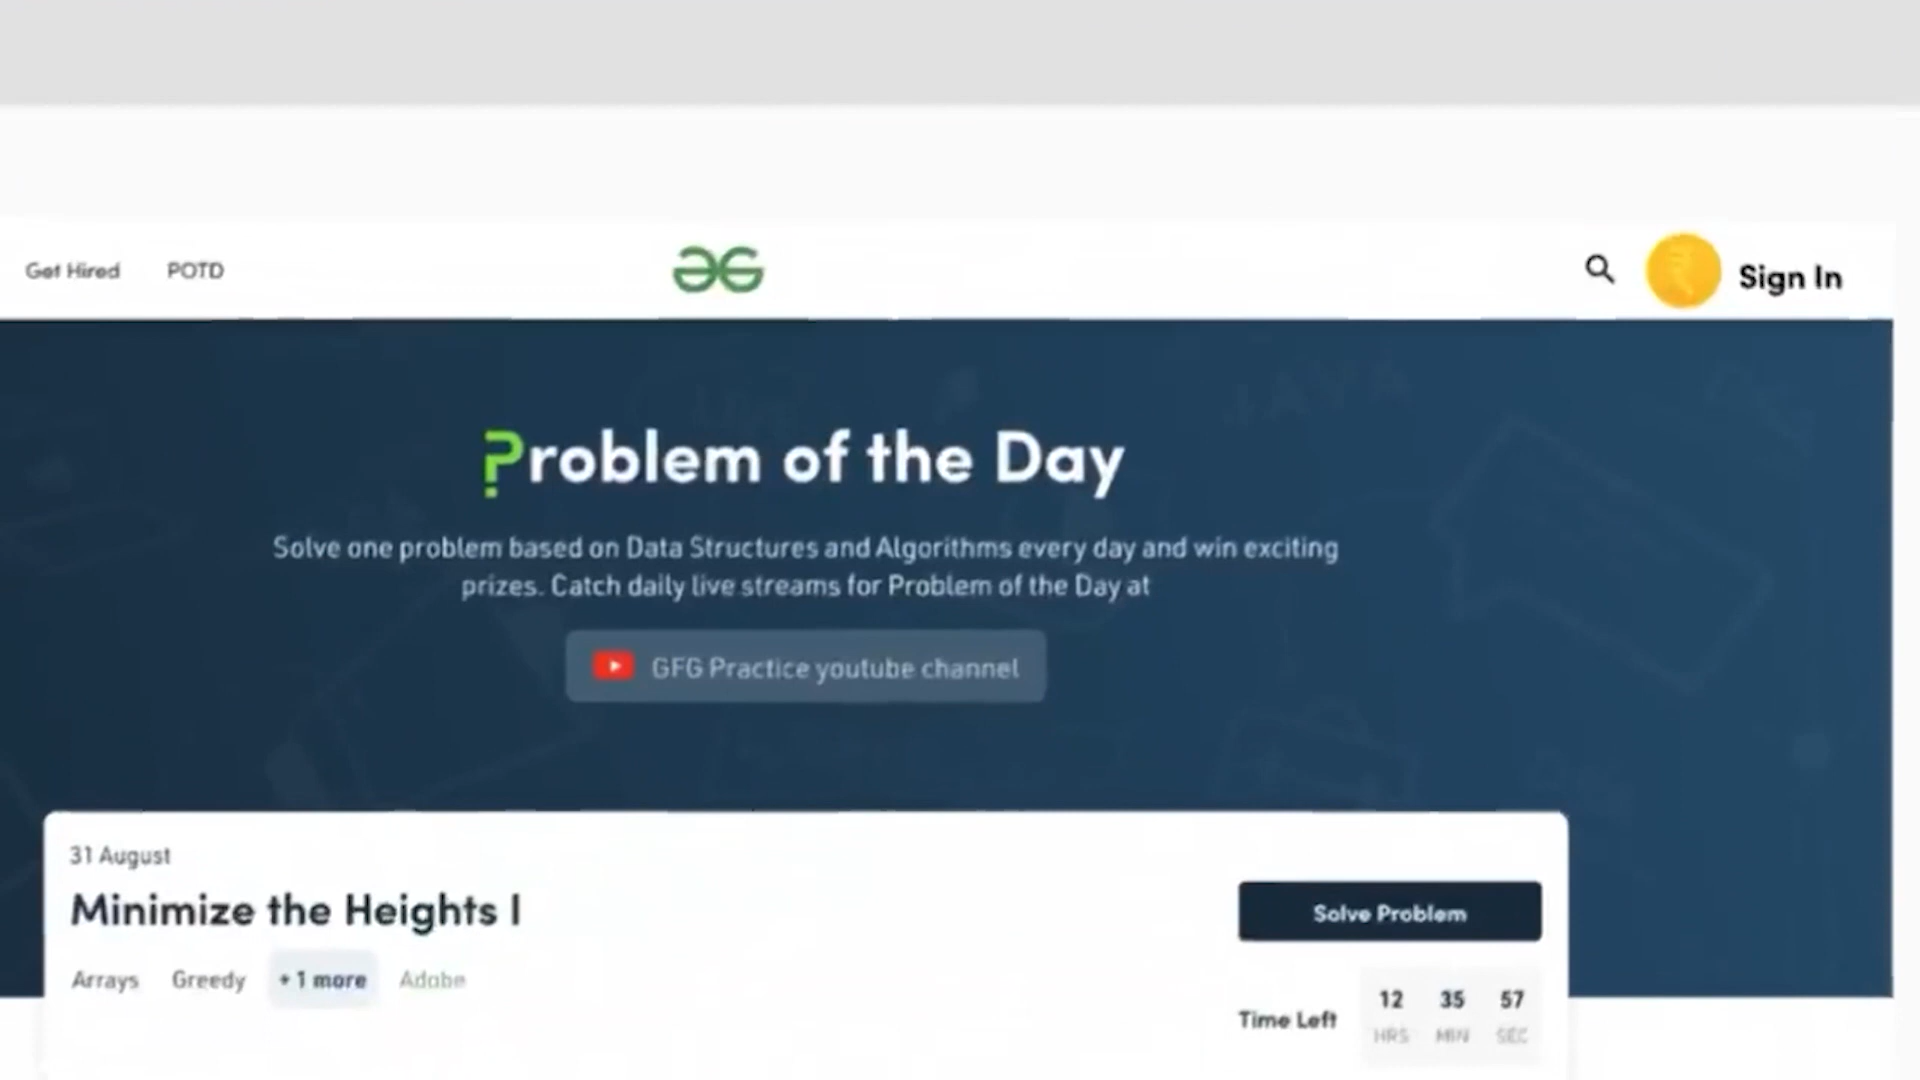 Get Hired POTD Sign In
?roblem of the Day
Solve one problem based on Data Structures and Algorithms every day and win exciting
prizes. Catch daily live streams for Problem of the Day at
GFG Practice youtube channel
31 August
Minimize the Heights I
Solve Problem
Arrays Greedy + 1 more Adobe
Time Left
12 35 57
HRS MIN SEC